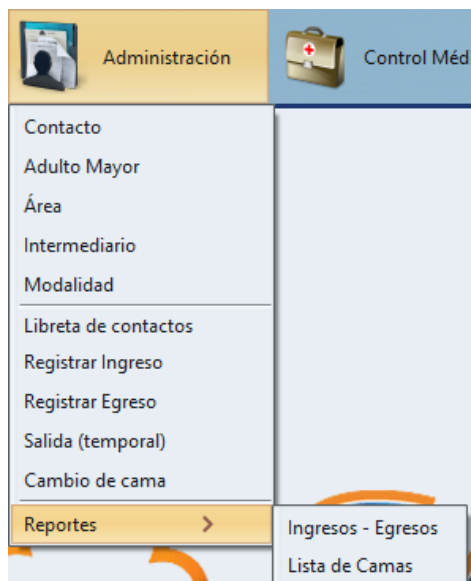 Administración
Control Méd
Contacto
Adulto Mayor
Área
Intermediario
Modalidad
Libreta de contactos
Registrar Ingreso
Registrar Egreso
Salida (temporal)
Cambio de cama
Reportes
Ingresos - Egresos
Lista de Camas